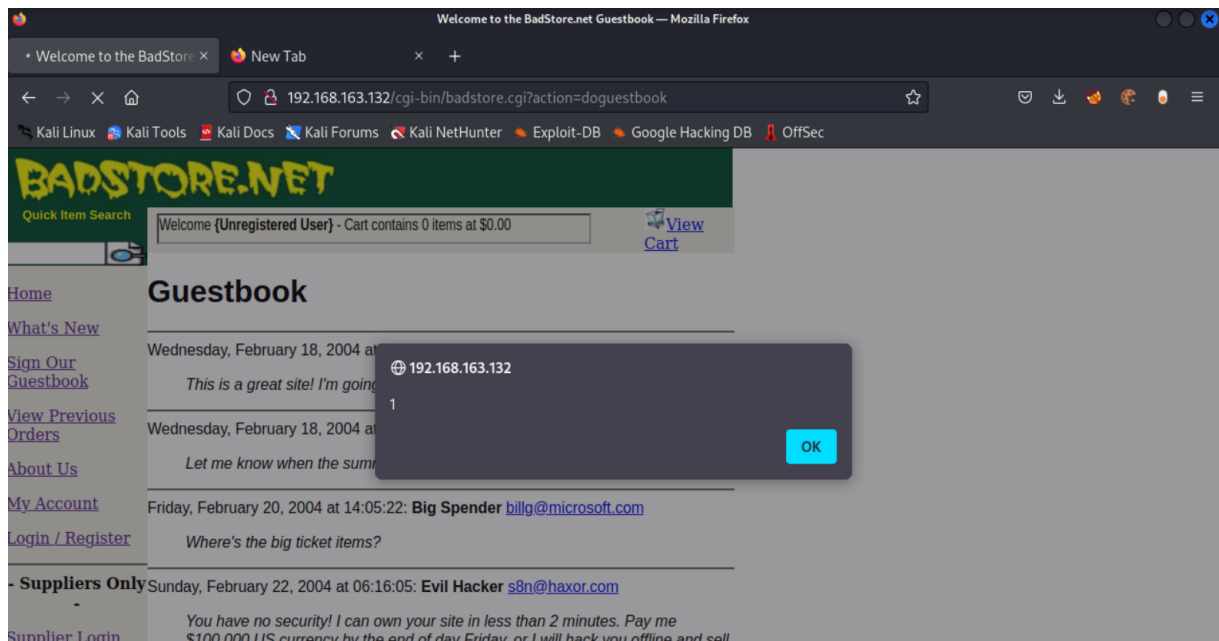 Welcome to the BadStore.net Guestbook — Mozilla Firefox
• Welcome to the BadStore ×
New Tab × +
192.168.163.132/cgi-bin/badstore.cgi?action=doguestbook
Kali Linux Kali Tools Kali Docs Kali Forums Kali NetHunter Exploit-DB Google Hacking DB OffSec
BADSTORE.NET
Quick Item Search
Welcome {Unregistered User} - Cart contains 0 items at $0.00
View
Cart
Home
What's New
Sign Our
Guestbook
View Previous
Orders
About Us
My Account
Login / Register
- Suppliers Only
-
Supplier Login
Guestbook
Wednesday, February 18, 2004 at
This is a great site! I'm going
Wednesday, February 18, 2004 at
Let me know when the
Friday, February 20, 2004 at 14:05:22: Big Spender billg@microsoft.com
Where's the big ticket items?
Sunday, February 22, 2004 at 06:16:05: Evil Hacker s8n@haxor.com
You have no security! I can own your site in less than 2 minutes. Pay me
$100,000 US currency by the end of day Friday, or I will hack you offline and sell
192.168.163.132
1
OK